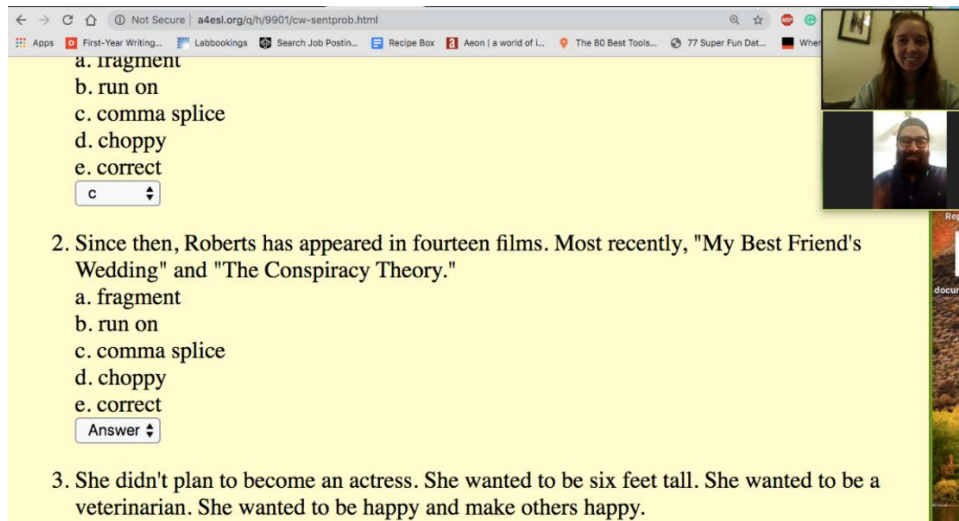 Not Secure | a4esl.org/q/h/9901/cw-sentprob.html
ABP
Apps First-Year Writing... Labbookings Search Job Postin... Recipe Box a Aeon | a world of i... The 80 Best Tools... 77 Super Fun Dat... Wher
a. fragment
b. run on
c. comma splice
d. choppy
e. correct
c
2. Since then, Roberts has appeared in fourteen films. Most recently, "My Best Friend's
Wedding" and "The Conspiracy Theory."
a. fragment
b. run on
c. comma splice
d. choppy
e. correct
Answer
3. She didn't plan to become an actress. She wanted to be six feet tall. She wanted to be a
veterinarian. She wanted to be happy and make others happy.
Rep
docum